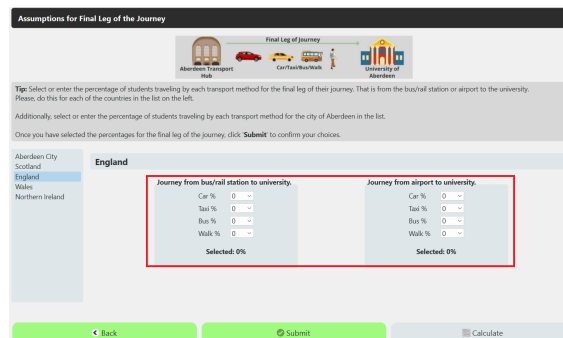 Assumptions for Final Leg of the Journey
Final Leg of Journey
Aberdeen Transport
Hub
Car/Taxi/Bus/Walk
University of
Aberdeen
Tip: Select or enter the percentage of students traveling by each transport method for the final leg of their journey. That is from the bus/rail station or airport to the university.
Please, do this for each of the countries in the list on the left.
Additionally, select or enter the percentage of students traveling by each transport method for the city of Aberdeen in the list.
Once you have selected the percentages for the final leg of the journey, click 'Submit' to confirm your choices.
Aberdeen City
Scotland
England
Wales
Northern Ireland
England
Journey from bus/rail station to university.
Car % 0
Taxi % 0
Bus % 0
Walk % 0
Selected: 0%
Journey from airport to university.
Car % 0
Taxi % 0
Bus % 0
Walk % 0
Selected: 0%
Back
Submit
Calculate